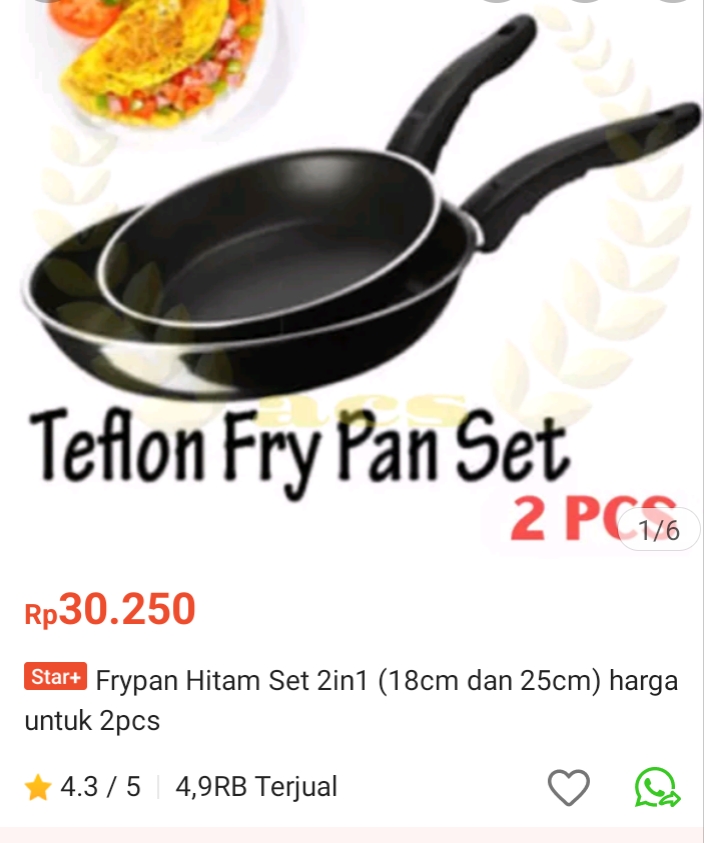 acs
Teflon Fry Pan Set
2 PCS
1/6
Rp30.250
Star+ Frypan Hitam Set 2in1 (18cm dan 25cm) harga
untuk 2pcs
4.3 / 5 4,9RB Terjual